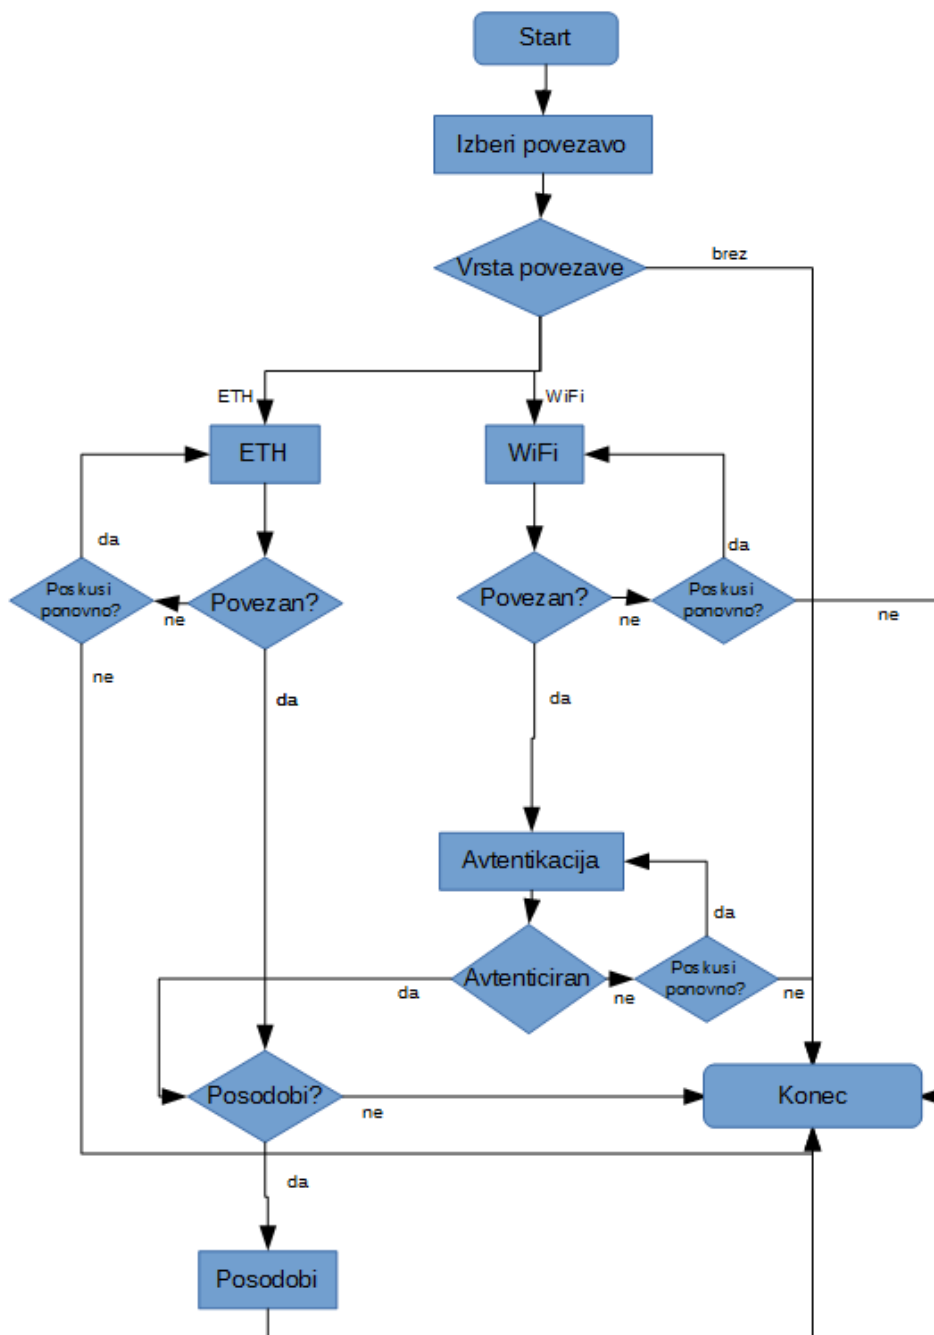 Start
Izberi povezavo
Vrsta povezave
brez
ETH
WiFi
ETH
WiFi
da
da
Poskusi
ponovno?
ne
Povezan?
Povezan?
ne
Poskusi
ponovno?
ne
ne
da
da
Avtentikacija
da
da
Avtenticiran
ne
Poskusi
ponovno?
ne
Posodobi?
ne
Konec
da
Posodobi